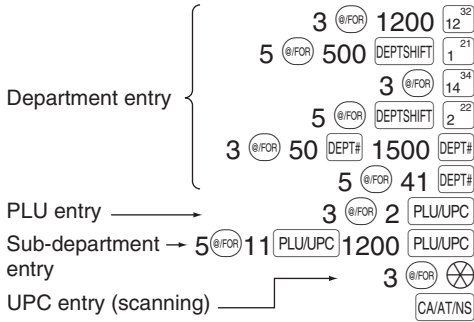 3 @/FOR 1200 12 32
5 @/FOR 500 DEPTSHIFT 1 21
Department entry 3 @/FOR 14 34
5 @/FOR DEPTSHIFT 2 22
3 @/FOR 50 DEPT# 1500 DEPT#
5 @/FOR 41 DEPT#
PLU entry 3 @/FOR 2 PLU/UPC
Sub-department 5 @/FOR 11 PLU/UPC 1200 PLU/UPC
entry 3 @/FOR
UPC entry (scanning) CA/AT/NS